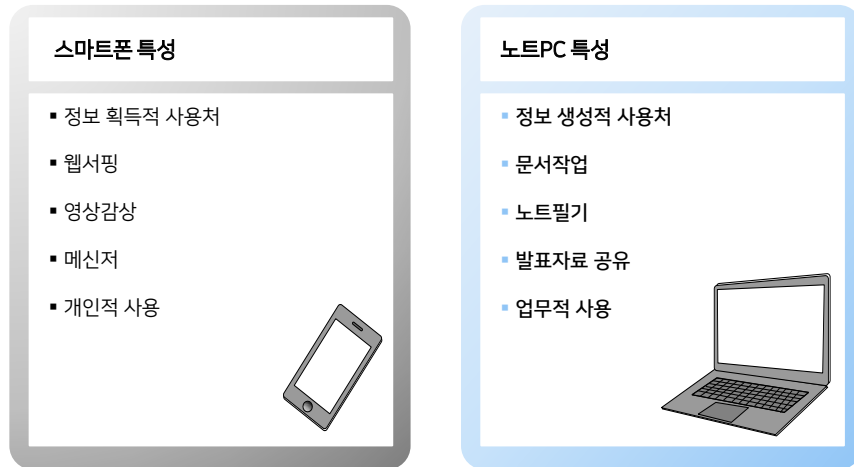 스마트폰 특성
▪ 정보 획득적 사용처
▪ 웹서핑
▪ 영상감상
▪ 메신저
▪ 개인적 사용
노트PC 특성
▪ 정보 생성적 사용처
▪ 문서작업
▪ 노트필기
▪ 발표자료 공유
▪ 업무적 사용